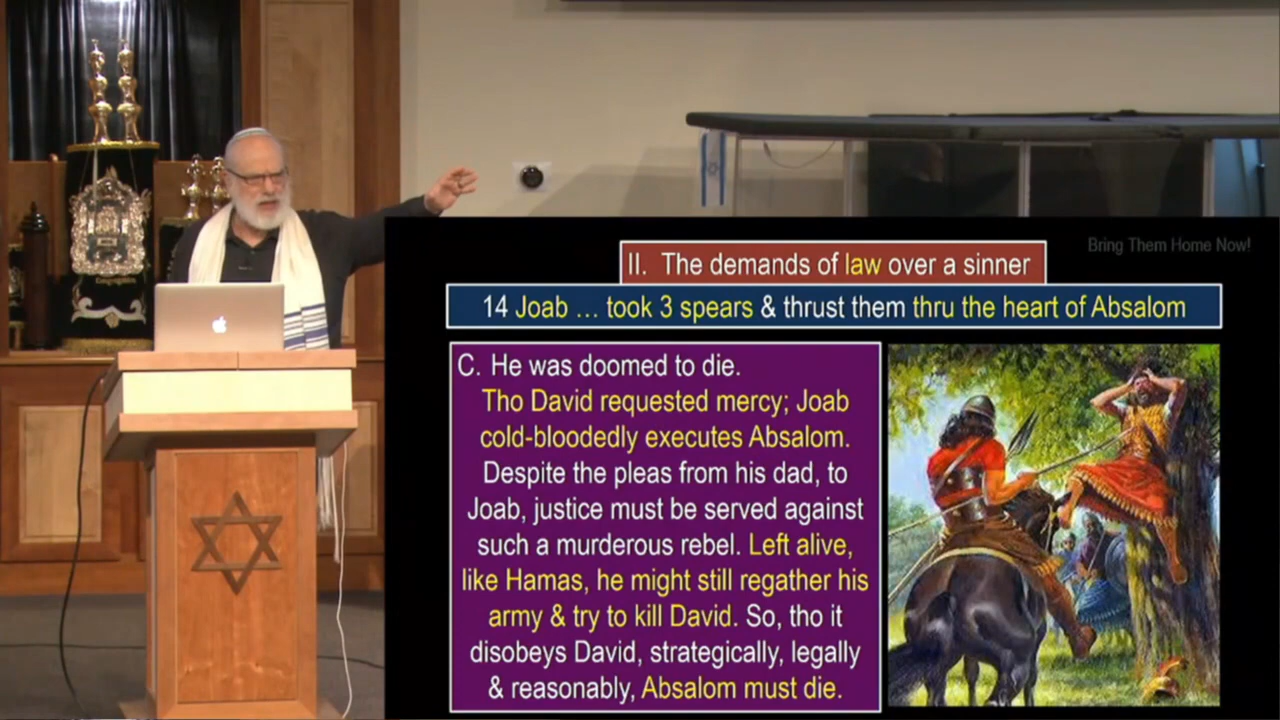 Bring Them Home Now!
II. The demands of law over a sinner
14 Joab … took 3 spears & thrust them thru the heart of Absalom
C. He was doomed to die.
Tho David requested mercy; Joab
cold-bloodedly executes Absalom.
Despite the pleas from his dad, to
Joab, justice must be served against
such a murderous rebel. Left alive,
like Hamas, he might still regather his
army & try to kill David. So, tho it
disobeys David, strategically, legally
& reasonably, Absalom must die.